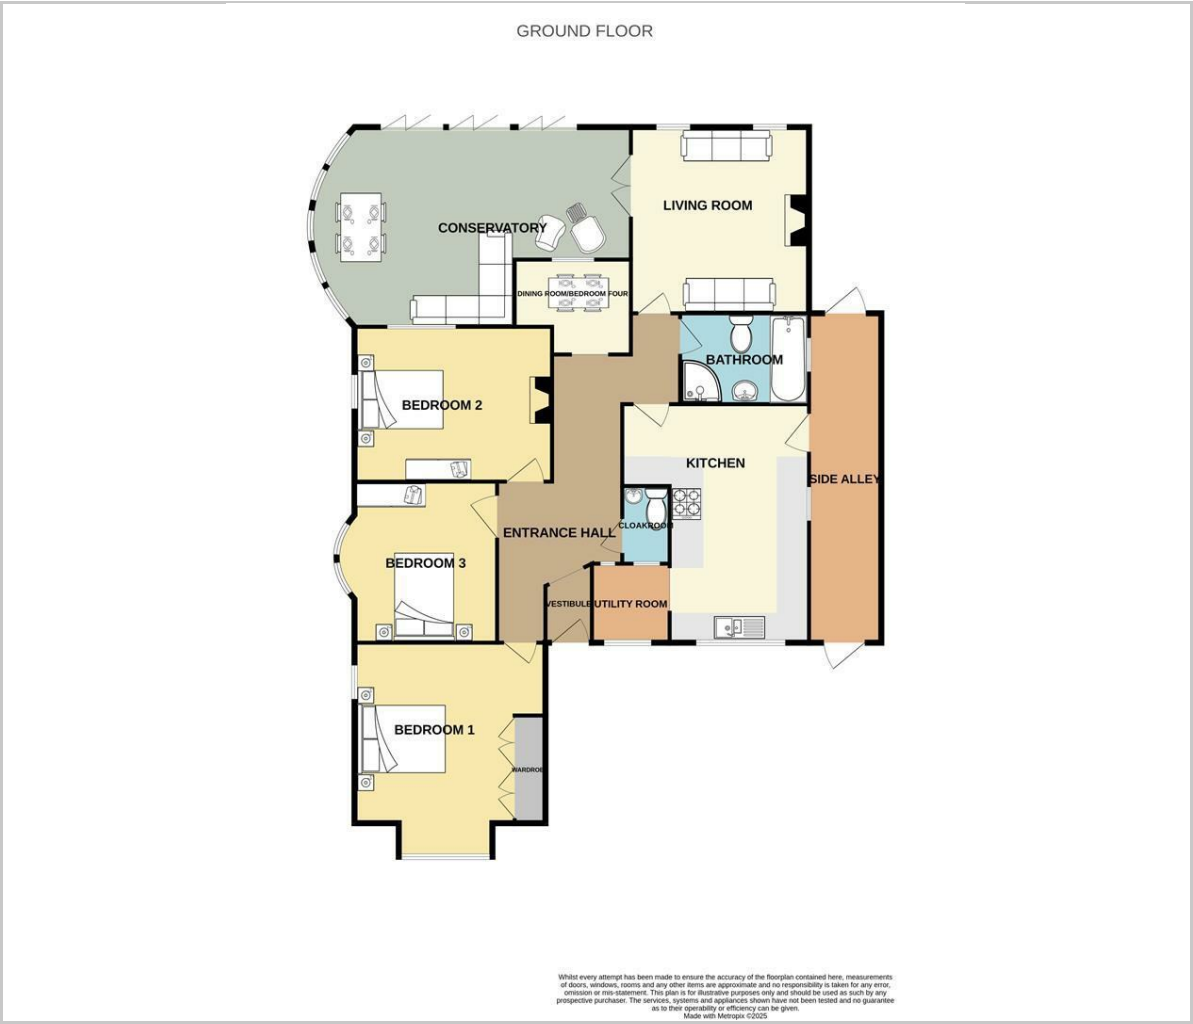 GROUND FLOOR
CONSERVATORY
LIVING ROOM
DINING ROOM/BEDROOM FOUR
BATHROOM
BEDROOM 2
KITCHEN
SIDE ALLEY
CLOAKROOM
ENTRANCE HALL
BEDROOM 3
VESTIBULE
UTILITY ROOM
BEDROOM 1
WARDROBE
Whilst every attempt has been made to ensure the accuracy of the floorplan contained here, measurements
of doors, windows, rooms and any other items are approximate and no responsibility is taken for any error,
omission or mis-statement. This plan is for illustrative purposes only and should be used as such by any
prospective purchaser. The services, systems and appliances shown have not been tested and no guarantee
as to their operability or efficiency can be given.
Made with Metropix ©2025